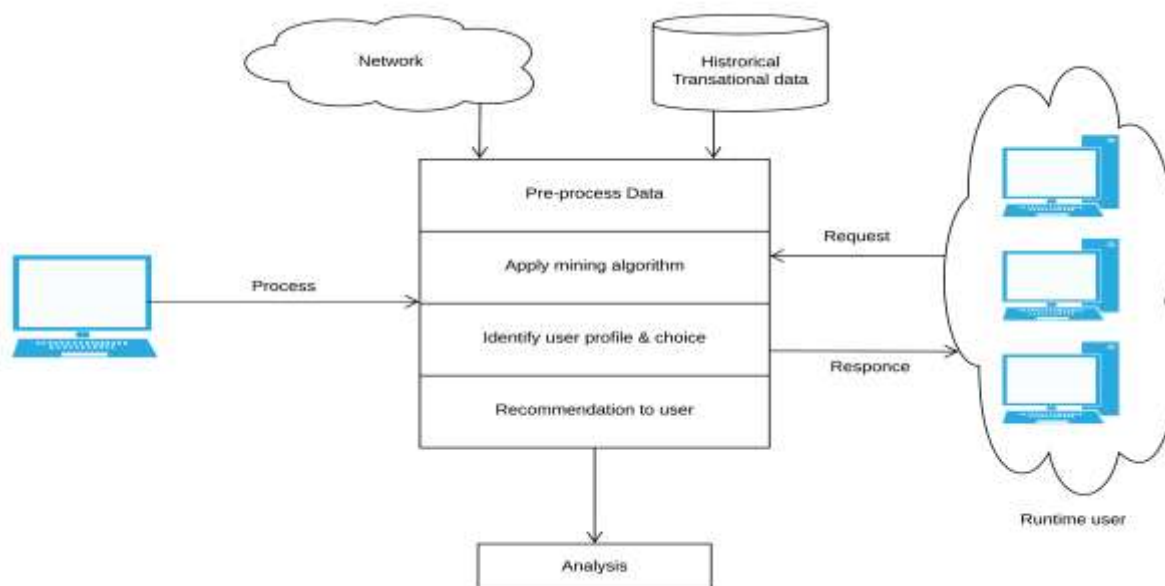 Network
Histrorical
Transational data
Pre-process Data
Request
Apply mining algorithm
Process
Identify user profile & choice
Responce
Recommendation to user
Runtime user
Analysis